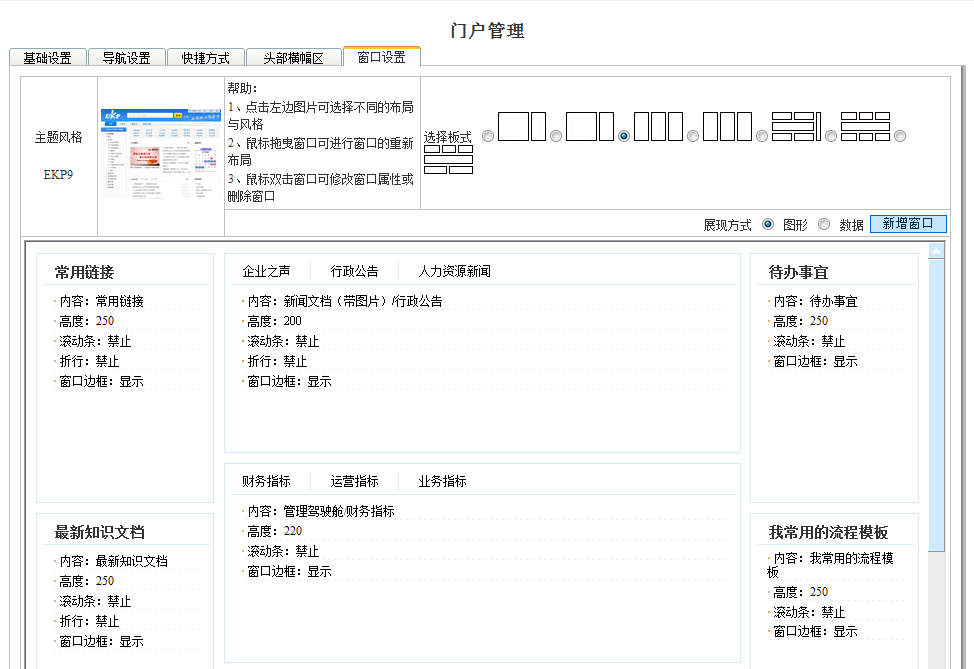 门户管理
基础设置 导航设置 快捷方式 头部横幅区 窗口设置
主题风格
EKP9
帮助：
1、点击左边图片可选择不同的布局
与风格
2、鼠标拖曳窗口可进行窗口的重新
布局
3、鼠标双击窗口可修改窗口属性或
删除窗口
选择板式
展现方式 图形 数据 新增窗口
常用链接
·内容：常用链接
·高度：250
·滚动条：禁止
·折行：禁止
·窗口边框：显示
企业之声 行政公告 人力资源新闻
·内容：新闻文档（带图片）/行政公告
·高度：200
·滚动条：禁止
·折行：禁止
·窗口边框：显示
待办事宜
·内容：待办事宜
·高度：250
·滚动条：禁止
·窗口边框：显示
财务指标 运营指标 业务指标
·内容：管理驾驶舱/财务指标
·高度：220
·滚动条：禁止
·窗口边框：显示
最新知识文档
·内容：最新知识文档
·高度：250
·滚动条：禁止
·折行：禁止
·窗口边框：显示
我常用的流程模板
·内容：我常用的流程模
板
·高度：250
·滚动条：禁止
·窗口边框：显示